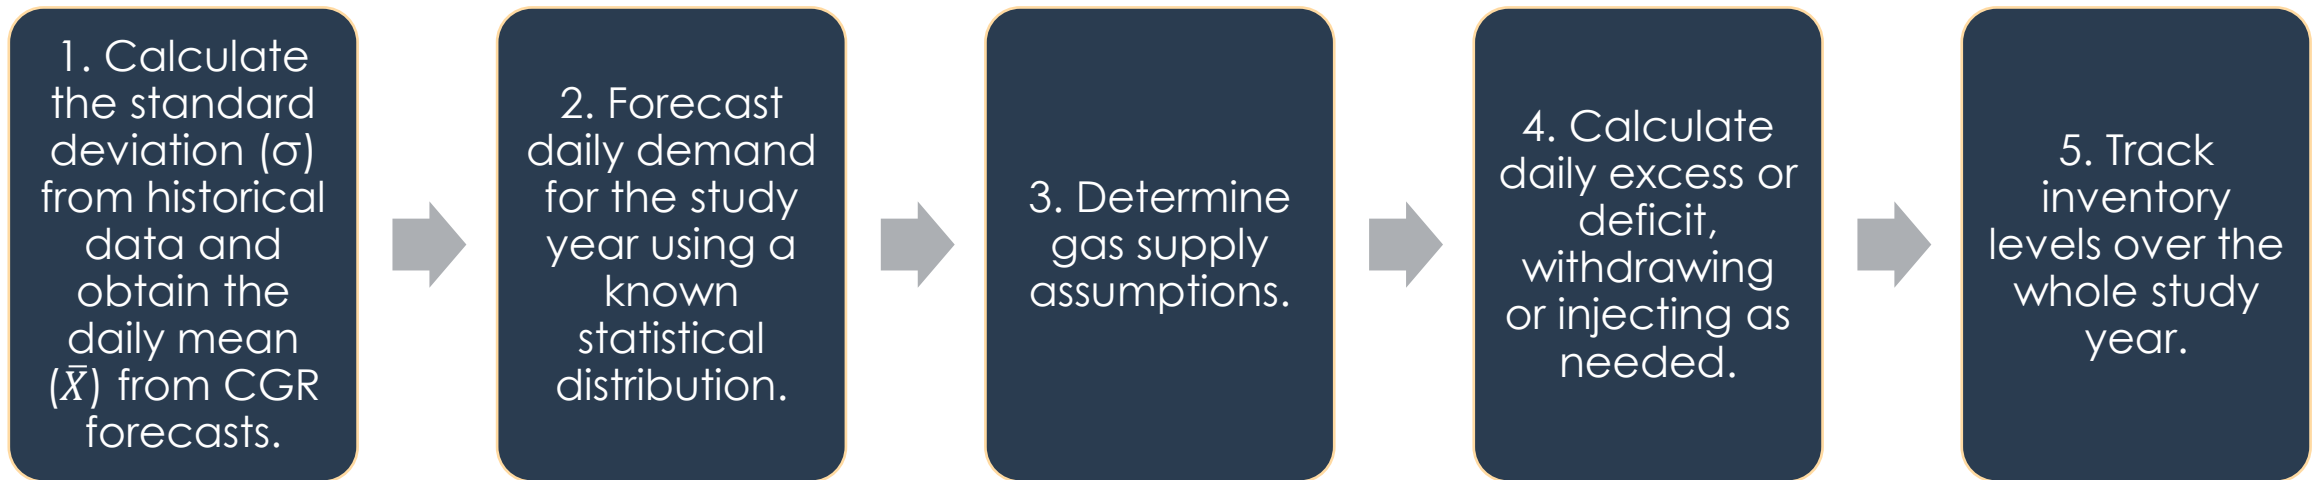 1. Calculate
the standard
deviation (σ)
from historical
data and
obtain the
daily mean
(X̄) from CGR
forecasts.
2. Forecast
daily demand
for the study
year using a
known
statistical
distribution.
3. Determine
gas supply
assumptions.
4. Calculate
daily excess or
deficit,
withdrawing
or injecting as
needed.
5. Track
inventory
levels over the
whole study
year.